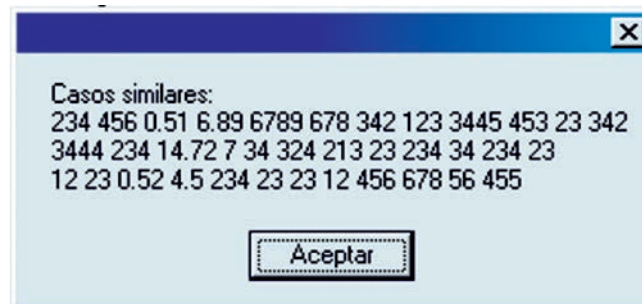 Casos similares:
234 456 0.51 6.89 6789 678 342 123 3445 453 23 342
3444 234 14.72 7 34 324 213 23 234 34 234 23
12 23 0.52 4.5 234 23 23 12 456 678 56 455
Aceptar